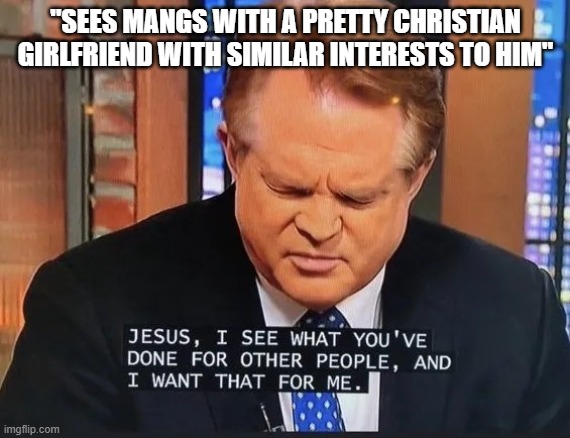 "SEES MANGS WITH A PRETTY CHRISTIAN
GIRLFRIEND WITH SIMILAR INTERESTS TO HIM"
JESUS, I SEE WHAT YOU'VE
DONE FOR OTHER PEOPLE, AND
I WANT THAT FOR ME.
imgflip.com